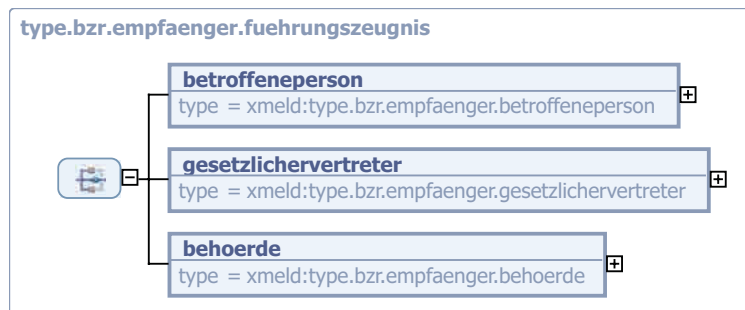 type.bzr.empfaenger.fuehrungszeugnis
betroffeneperson
type = xmeld:type.bzr.empfaenger.betroffeneperson
gesetzlichervertreter
type = xmeld:type.bzr.empfaenger.gesetzlichervertreter
behoerde
type = xmeld:type.bzr.empfaenger.behoerde